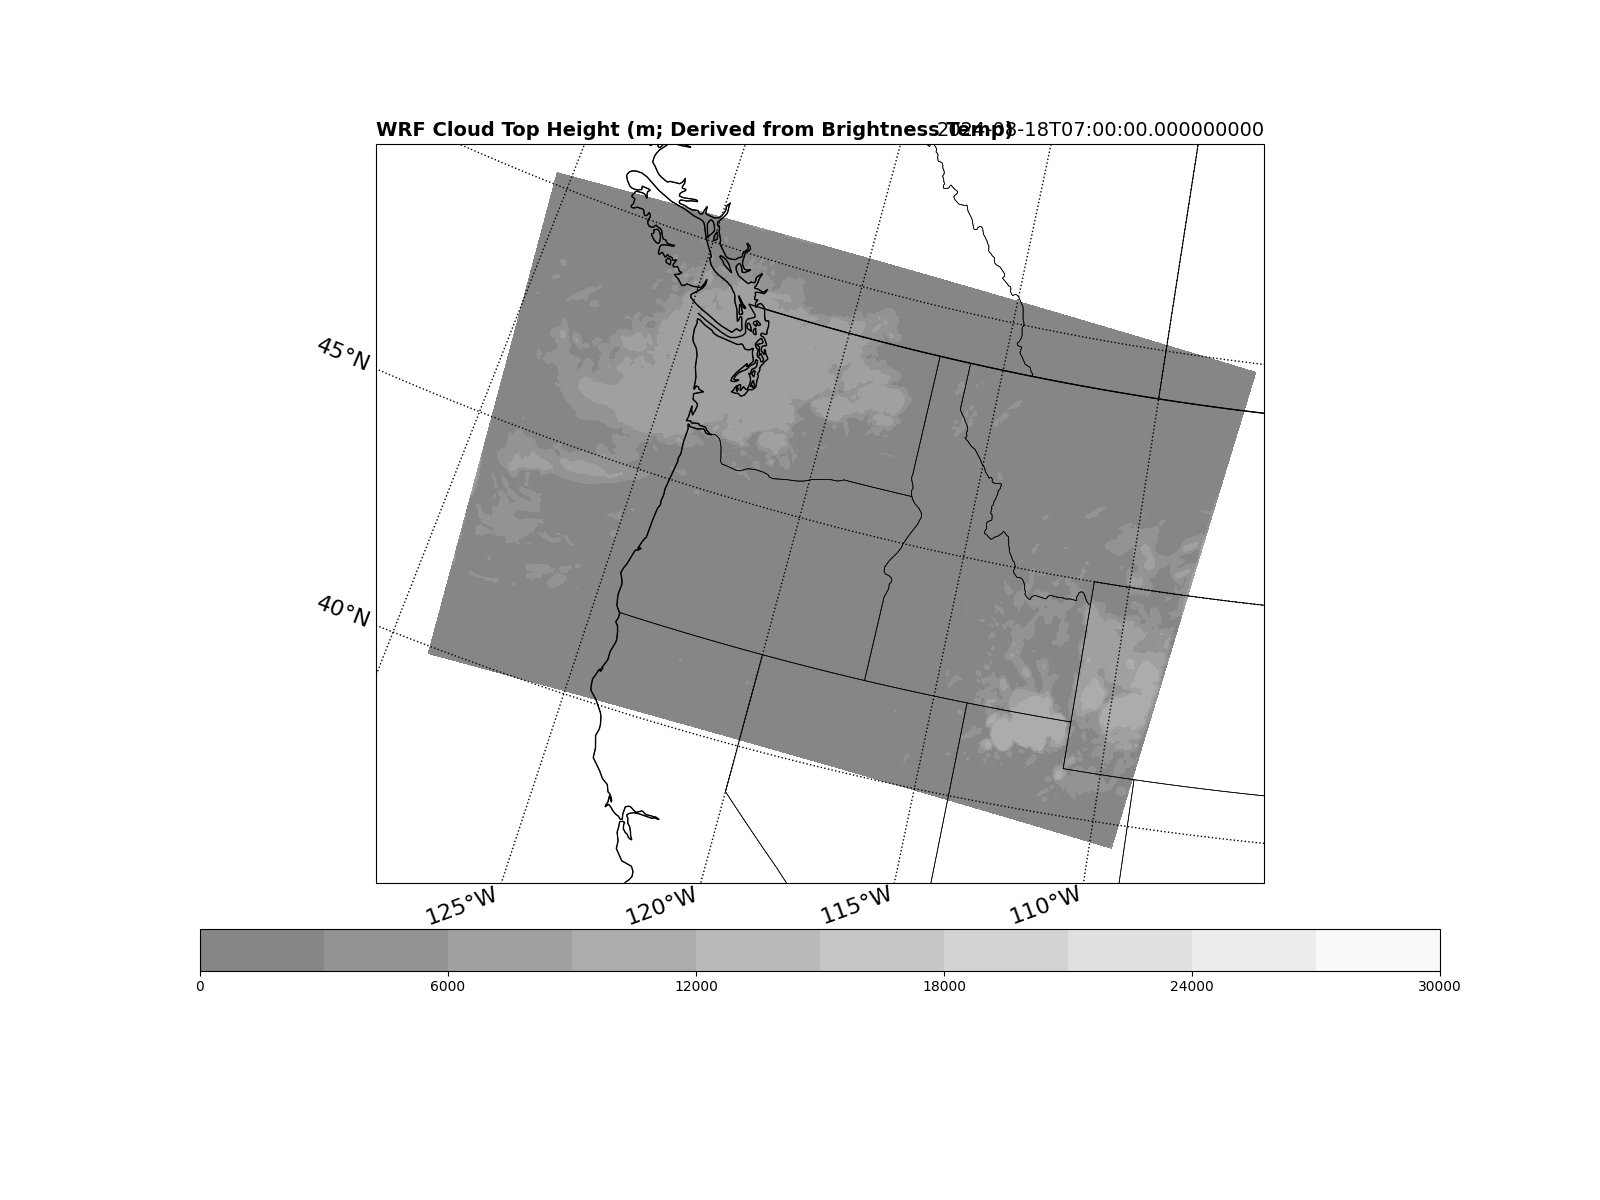 WRF Cloud Top Height (m; Derived from Brightness Temp) 2024-08-18T07:00:00.000000000
45°N
40°N
125°W 120°W 115°W 110°W
0 6000 12000 18000 24000 30000